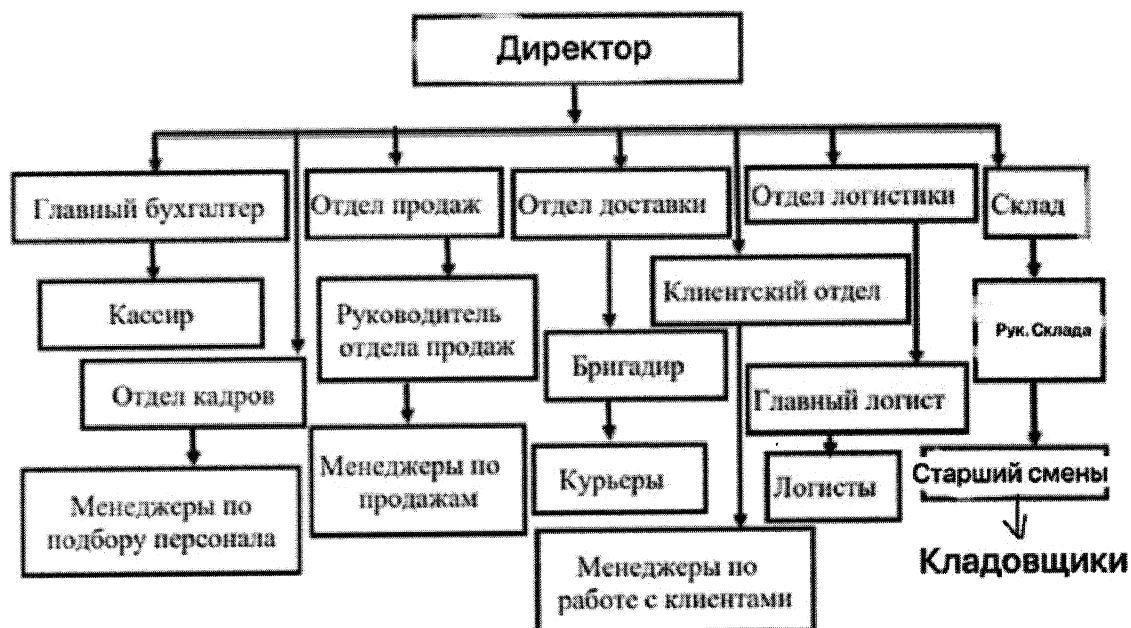 Директор
Главный бухгалтер
Отдел продаж
Отдел доставки
Отдел логистики
Склад
Кассир
Руководитель
отдела продаж
Клиентский отдел
Рук. Склада
Отдел кадров
Бригадир
Главный логист
Менеджеры по
продажам
Курьеры
Логисты
Старший смены
Менеджеры по
подбору персонала
Менеджеры по
работе с клиентами
Кладовщики